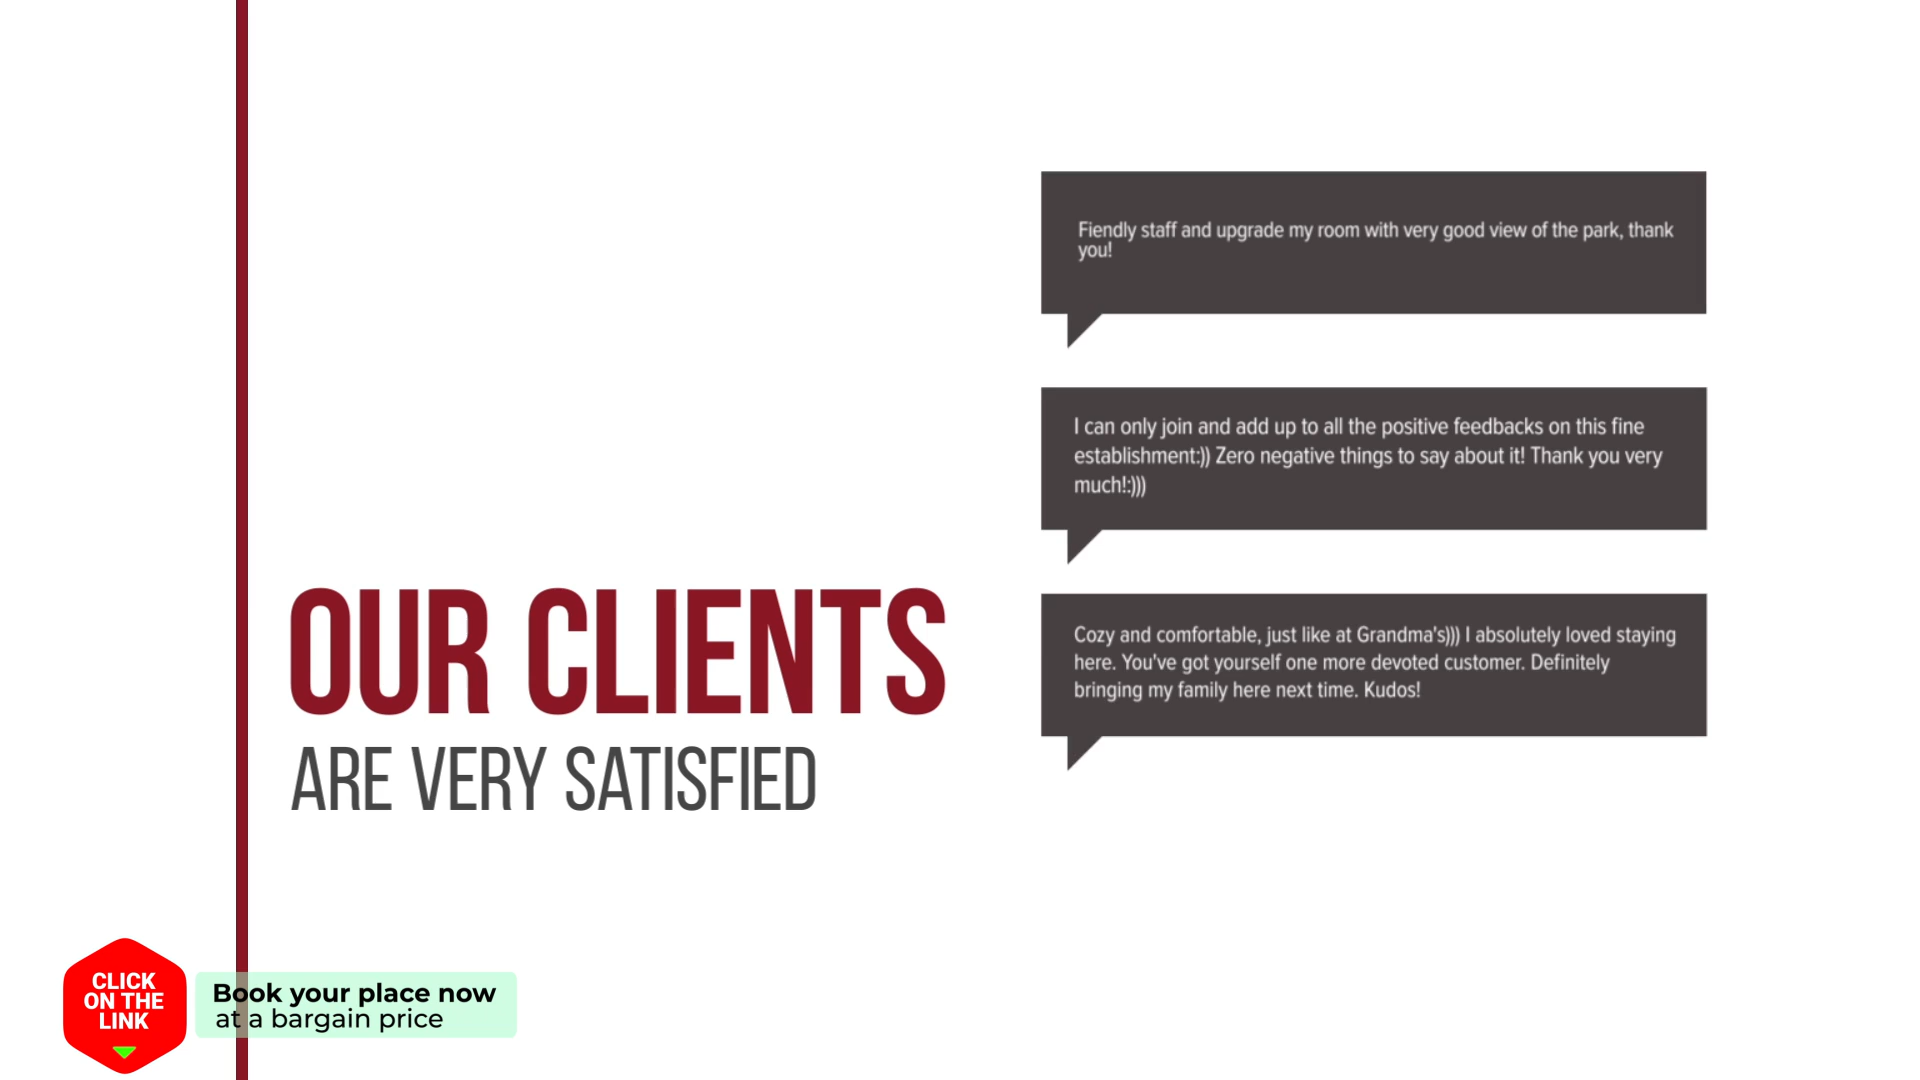 Fiendly staff and upgrade my room with very good view of the park, thank
you!
I can only join and add up to all the positive feedbacks on this fine
establishment:)) Zero negative things to say about it! Thank you very
much!:)))
Cozy and comfortable, just like at Grandma's))) I absolutely loved staying
here. You've got yourself one more devoted customer. Definitely
bringing my family here next time. Kudos!
OUR CLIENTS
ARE VERY SATISFIED
CLICK
ON THE
LINK
Book your place now
at a bargain price